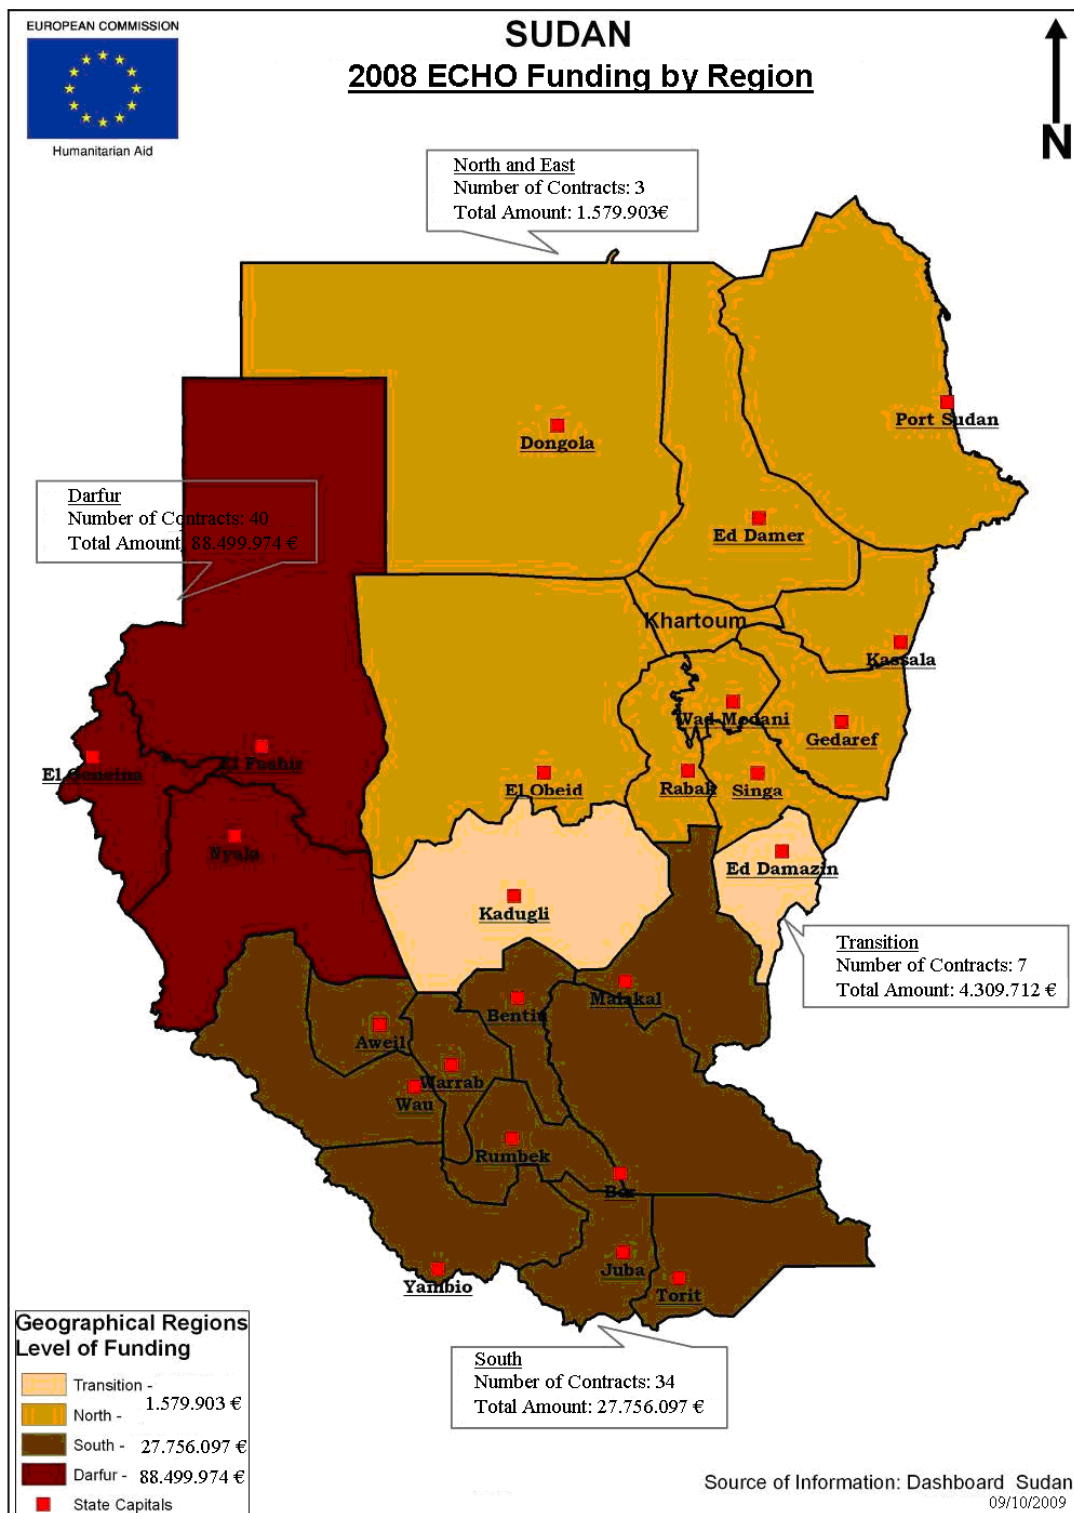 EUROPEAN COMMISSION
Humanitarian Aid
SUDAN
2008 ECHO Funding by Region
N
North and East
Number of Contracts: 3
Total Amount: 1.579.903€
Port Sudan
Dongola
Darfur
Number of Contracts: 40
Total Amount, 88.499.974 €
Ed Damer
Khartoum
Kassala
Wad Medani
Gedaref
El Geneina
El Fashir
El Obeid
Rabak
Singa
Nyala
Ed Damazin
Kadugli
Transition
Number of Contracts: 7
Total Amount: 4.309.712 €
Malakal
Bentiu
Aweil
Warrab
Wau
Rumbek
Bor
Juba
Yambio
Torit
South
Number of Contracts: 34
Total Amount: 27.756.097 €
Geographical Regions
Level of Funding
Transition -
1.579.903 €
North -
South - 27.756.097 €
Darfur - 88.499.974 €
State Capitals
Source of Information: Dashboard Sudan
09/10/2009